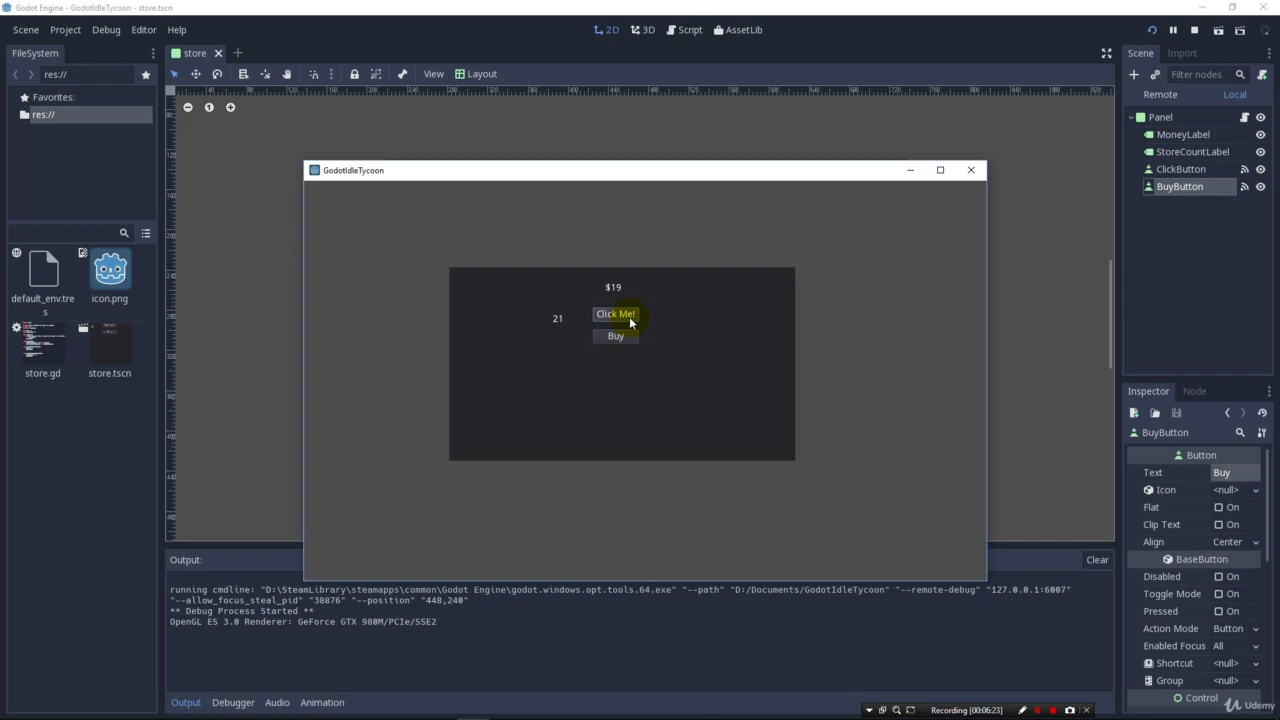 Godot Engine - GodotIdleTycoon - store.tscn
Scene Project Debug Editor Help
2D 3D Script AssetLib
FileSystem
store
Scene Import
res://
View Layout
Filter nodes
Favorites:
res://
Remote Local
Panel
MoneyLabel
StoreCountLabel
ClickButton
BuyButton
GodotIdleTycoon
$19
Click Me!
21
Buy
default_env.tres
icon.png
store.gd
store.tscn
Inspector Node
BuyButton
Button
Text Buy
Icon <null>
Flat On
Clip Text On
Align Center
BaseButton
Disabled On
Toggle Mode On
Pressed On
Action Mode Button
Enabled Focus All
Shortcut <null>
Group <null>
Control
Output: Clear
running cmdline: "D:\SteamLibrary\steamapps\common\Godot Engine\godot.windows.opt.tools.64.exe" "--path" "D:/Documents/GodotIdleTycoon" "--remote-debug" "127.0.0.1:6007"
"--allow_focus_steal_pid" "38876" "--position" "448,240"
** Debug Process Started **
OpenGL ES 3.0 Renderer: GeForce GTX 980M/PCIe/SSE2
Output Debugger Audio Animation
Recording [00:06:23]
Udemy